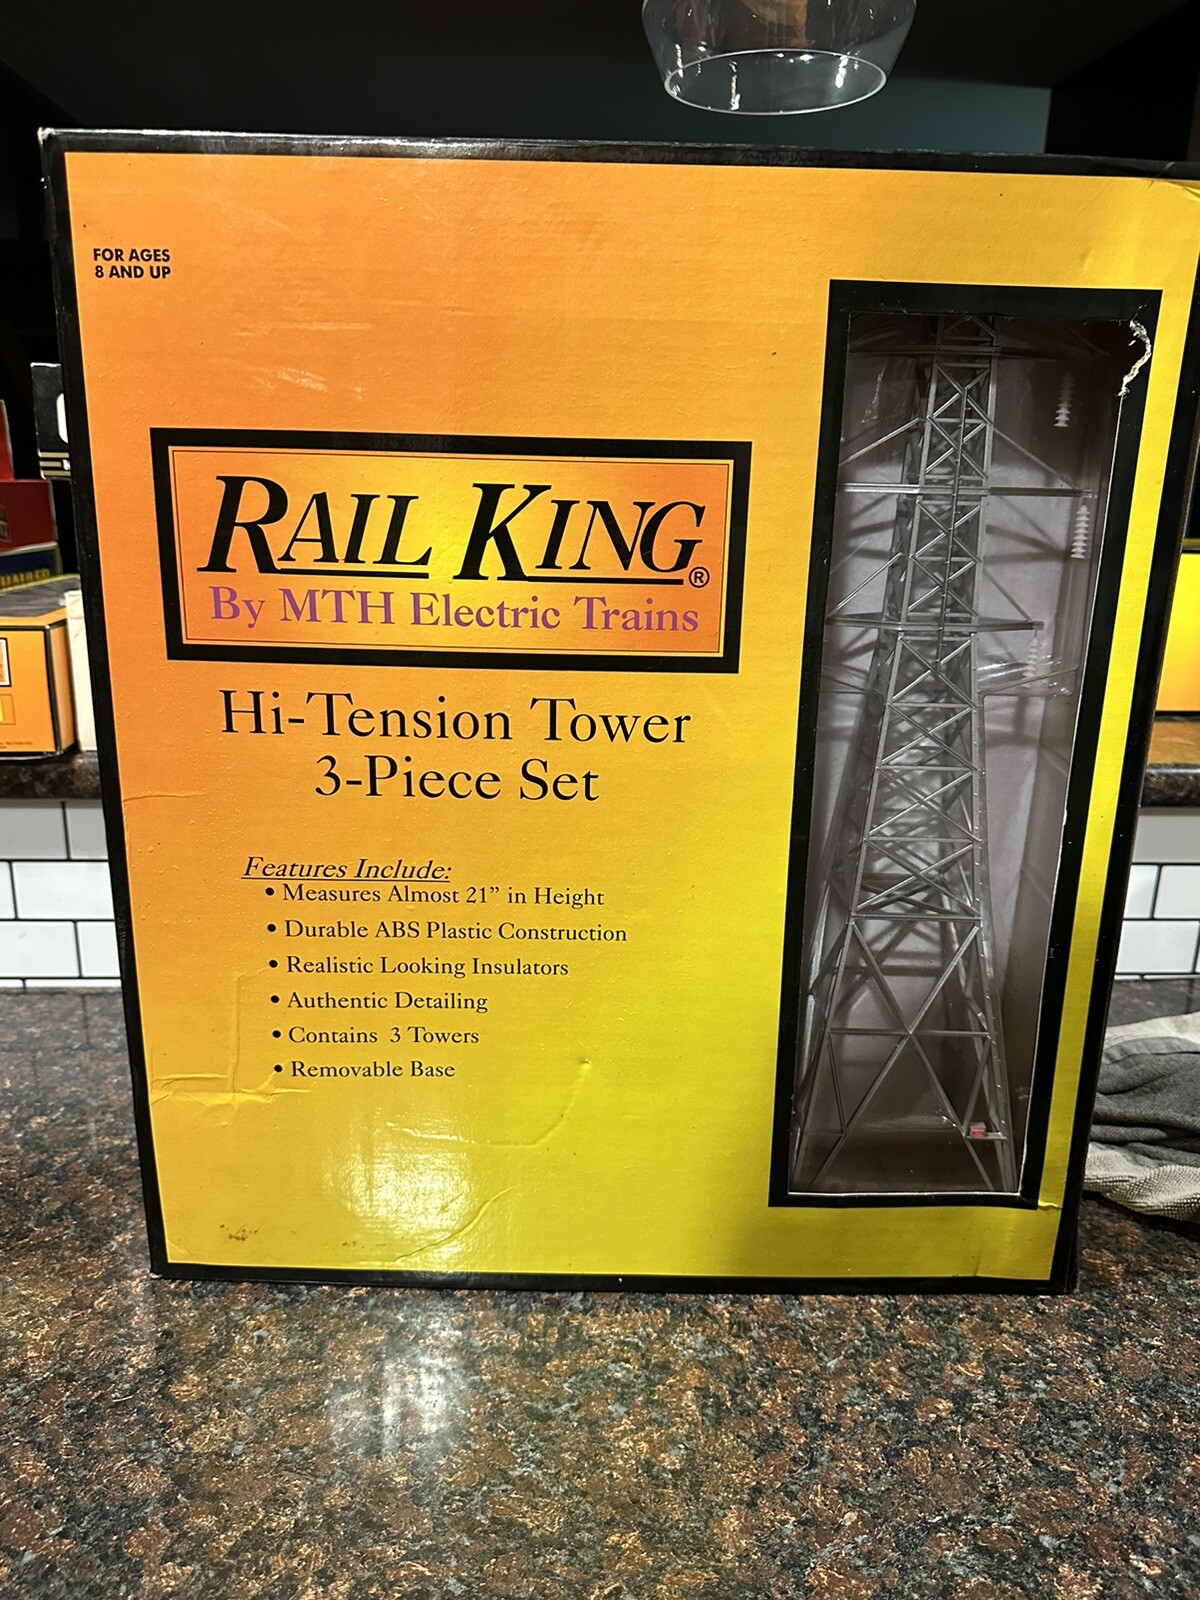 FOR AGES
8 AND UP
RAIL KING®
By MTH Electric Trains
Hi-Tension Tower
3-Piece Set
Features Include:
• Measures Almost 21” in Height
• Durable ABS Plastic Construction
• Realistic Looking Insulators
• Authentic Detailing
• Contains 3 Towers
• Removable Base